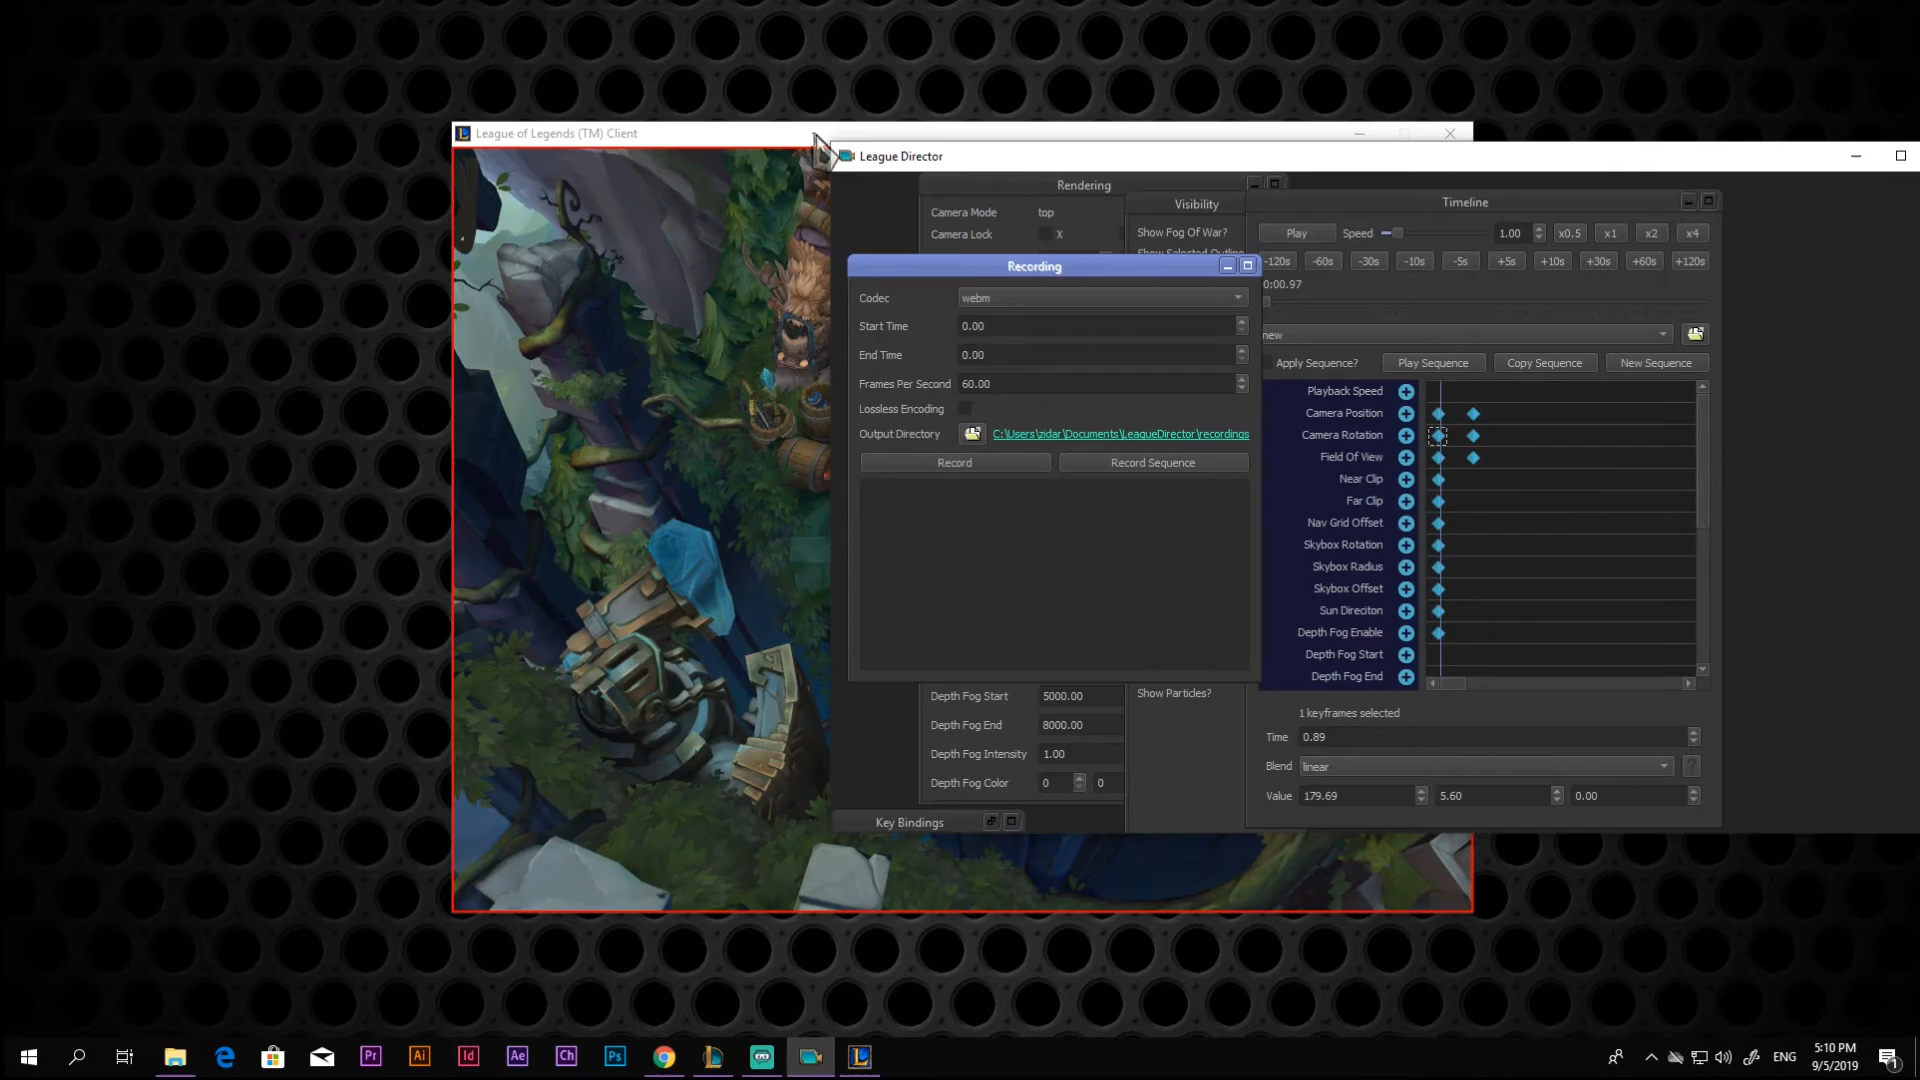 League of Legends (TM) Client
League Director
Rendering
Camera Mode
top
Camera Lock
X
Visibility
Show Fog Of War?
Recording
Codec
webm
Start Time
0.00
End Time
0.00
Frames Per Second
60.00
Lossless Encoding
Output Directory
C:\Users\zidar\Documents\LeagueDirector\recordings
Record
Record Sequence
Depth Fog Start
5000.00
Depth Fog End
8000.00
Depth Fog Intensity
1.00
Depth Fog Color
0
0
Show Particles?
Key Bindings
Timeline
Play
Speed
1.00
x0.5
x1
x2
x4
-120s
-60s
-30s
-10s
-5s
+5s
+10s
+30s
+60s
+120s
0:00.97
new
Apply Sequence?
Play Sequence
Copy Sequence
New Sequence
Playback Speed
Camera Position
Camera Rotation
Field Of View
Near Clip
Far Clip
Nav Grid Offset
Skybox Rotation
Skybox Radius
Skybox Offset
Sun Direciton
Depth Fog Enable
Depth Fog Start
Depth Fog End
1 keyframes selected
Time
0.89
Blend
linear
?
Value
179.69
5.60
0.00
Pr
Ai
Id
Ae
Ch
Ps
ENG
5:10 PM
9/5/2019
1